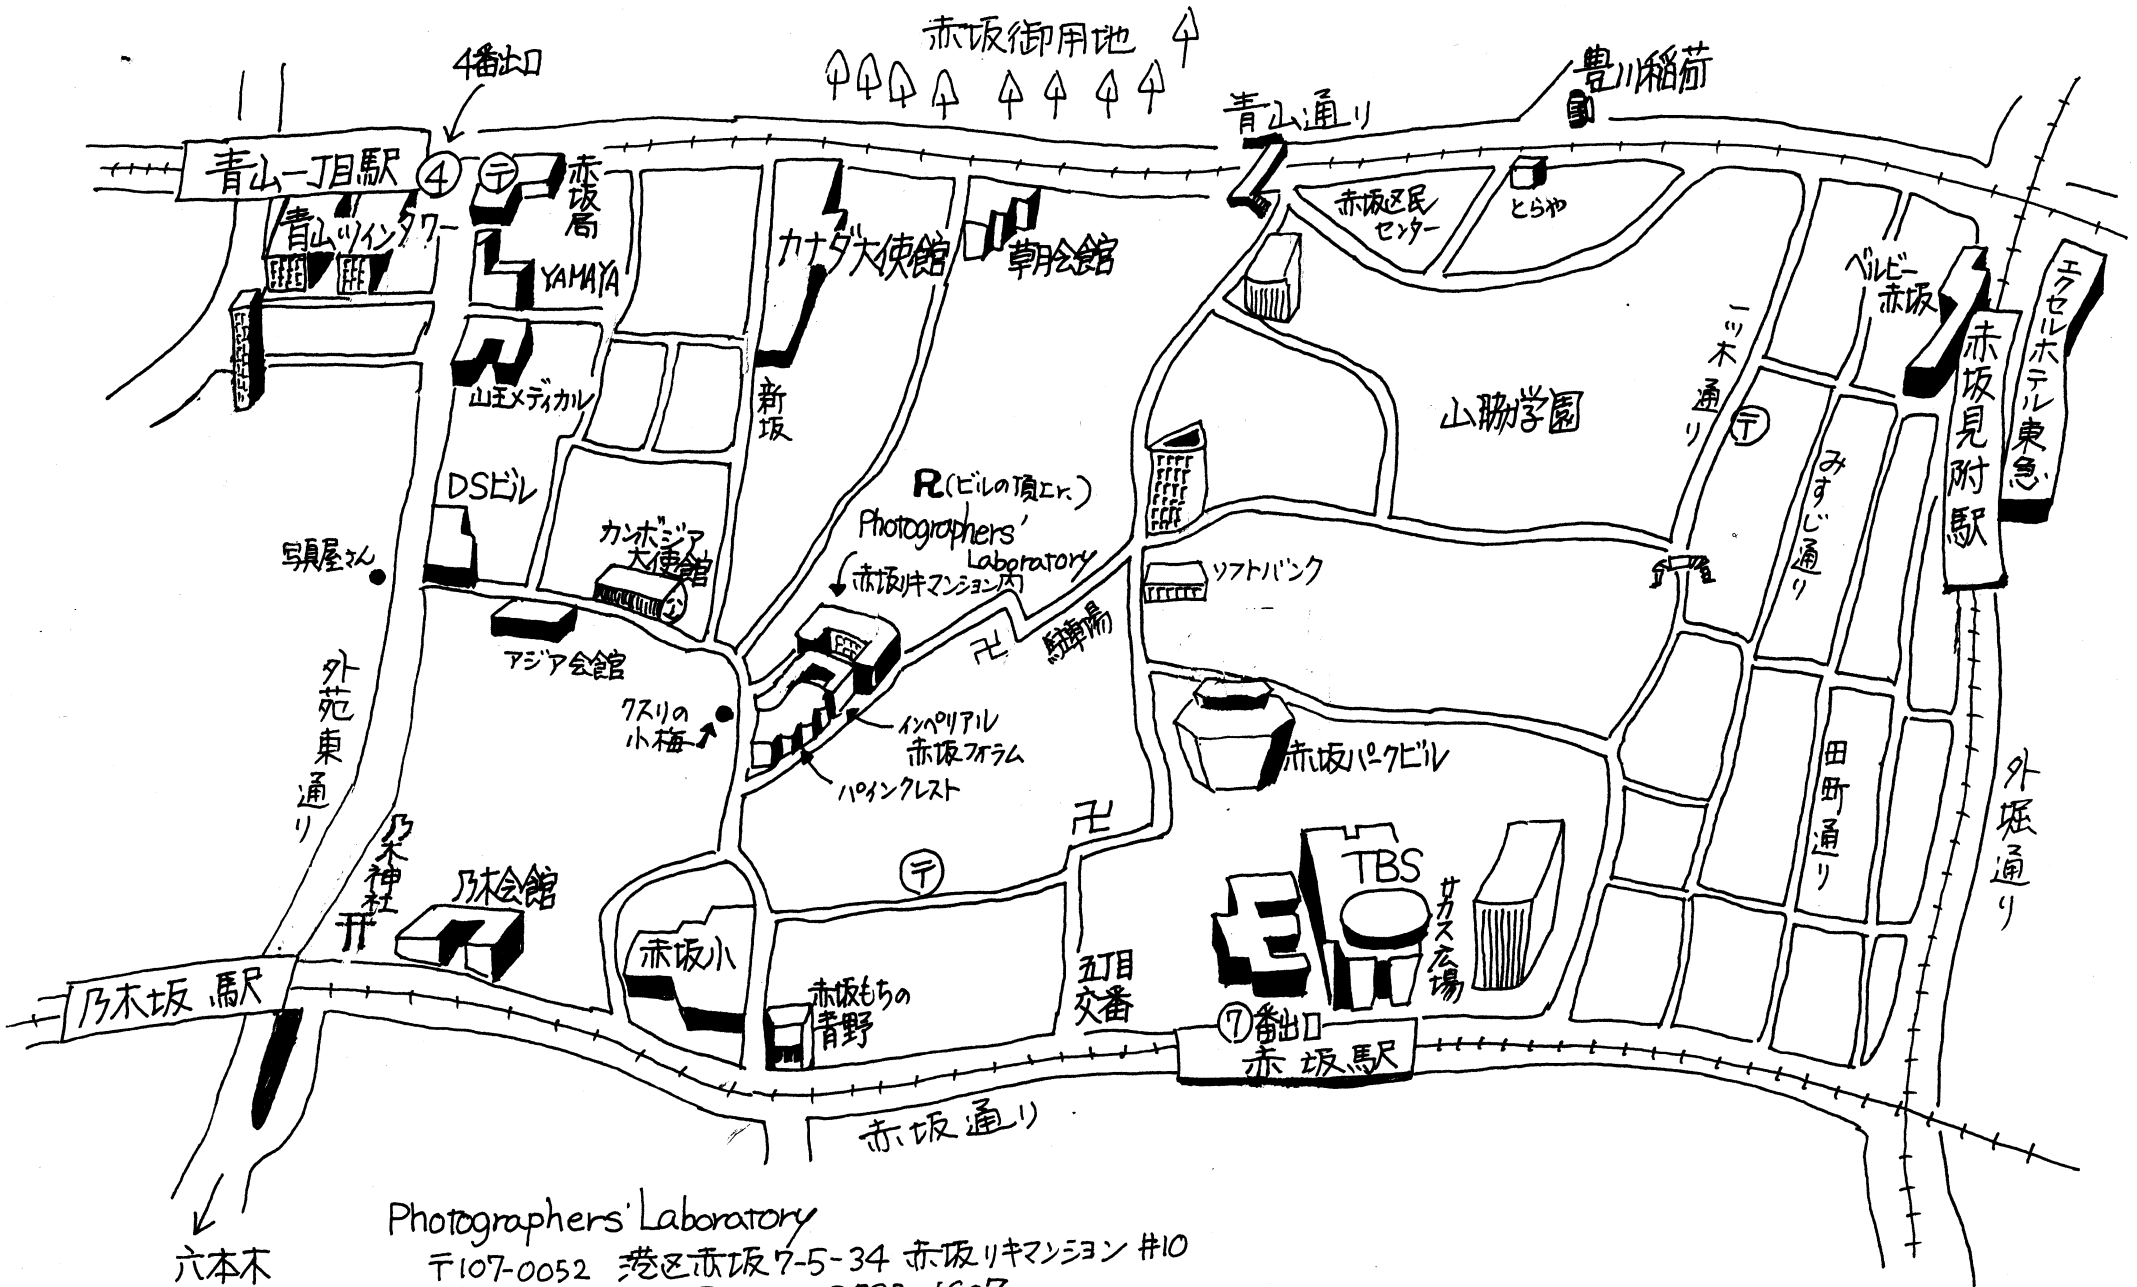 赤坂御用地
4番出口
豊川稲荷
青山通り
青山一丁目駅
4
〒
赤坂局
青山ツインタワー
カナダ大使館
草月会館
赤坂区民
センター
とらや
YAMAYA
ベルビー
赤坂
エクセルホテル東急
赤坂見附駅
一ツ木通り
山王メディカル
新坂
山脇学園
〒
みすじ通り
DSビル
R(ビルの頂上に)
Photographers'
Laboratory
赤坂リキマンション内
カンボジア
大使館
公
写真屋さん
ソフトバンク
卍
駐車場
アジア会館
外苑東通り
クスリの
小梅
インペリアル
赤坂フォラム
パインクレスト
赤坂パークビル
田町通り
外堀通り
卍
乃木神社
乃木会館
〒
TBS
サカス広場
赤坂小
五丁目
交番
赤坂もちの
青野
乃木坂駅
7番出口
赤坂駅
赤坂通り
六本木
Photographers' Laboratory
〒107-0052 港区赤坂7-5-34 赤坂リキマンション #10